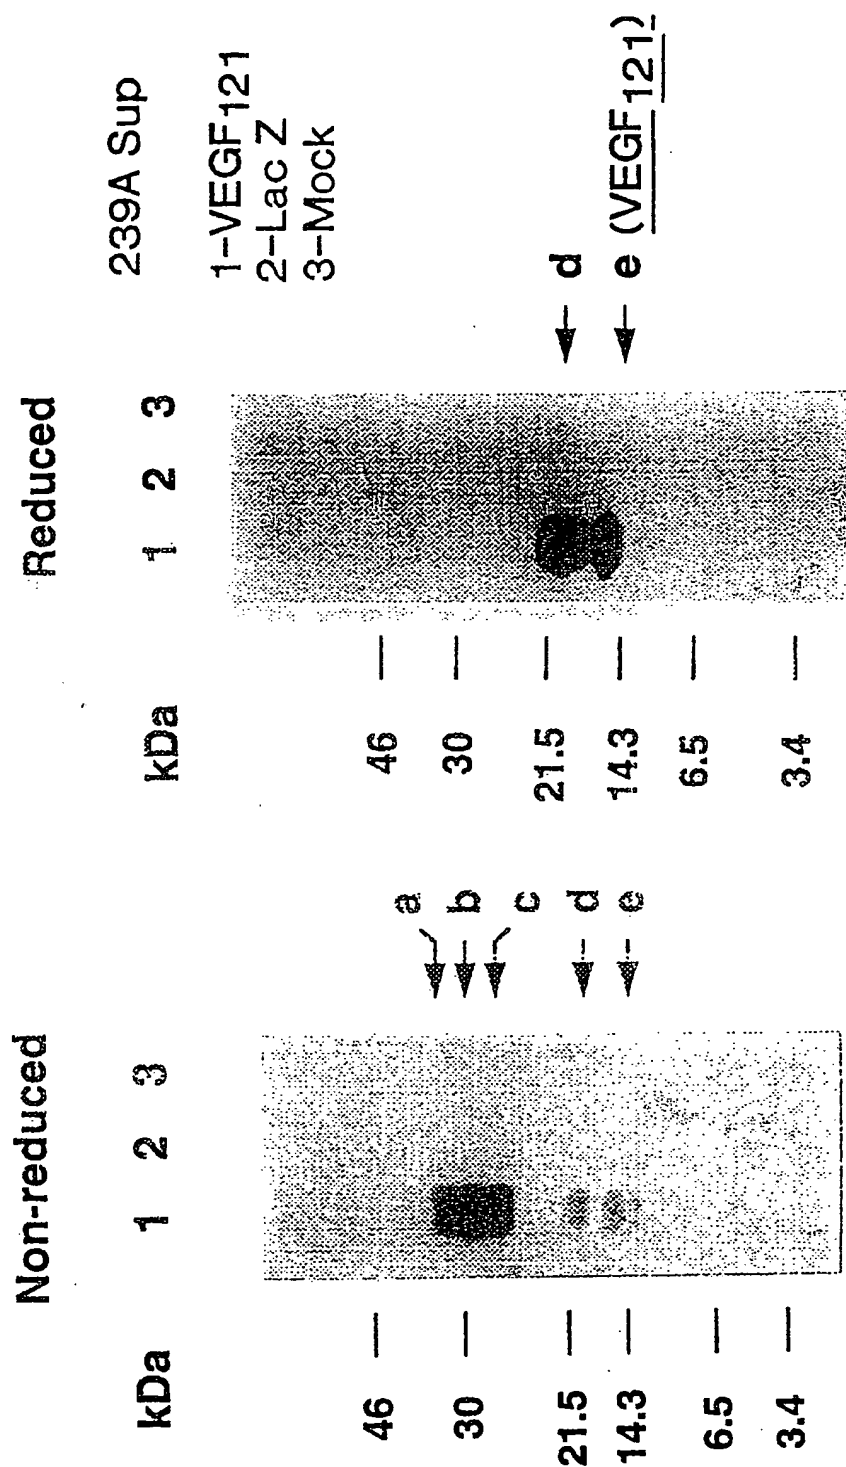 Non-reduced
kDa 1 2 3
46
30
21.5
14.3
6.5
3.4
a
b
c
d
e
Reduced
kDa 1 2 3
46
30
21.5
14.3
6.5
3.4
d
e (VEGF121)
239A Sup
1-VEGF121
2-Lac Z
3-Mock